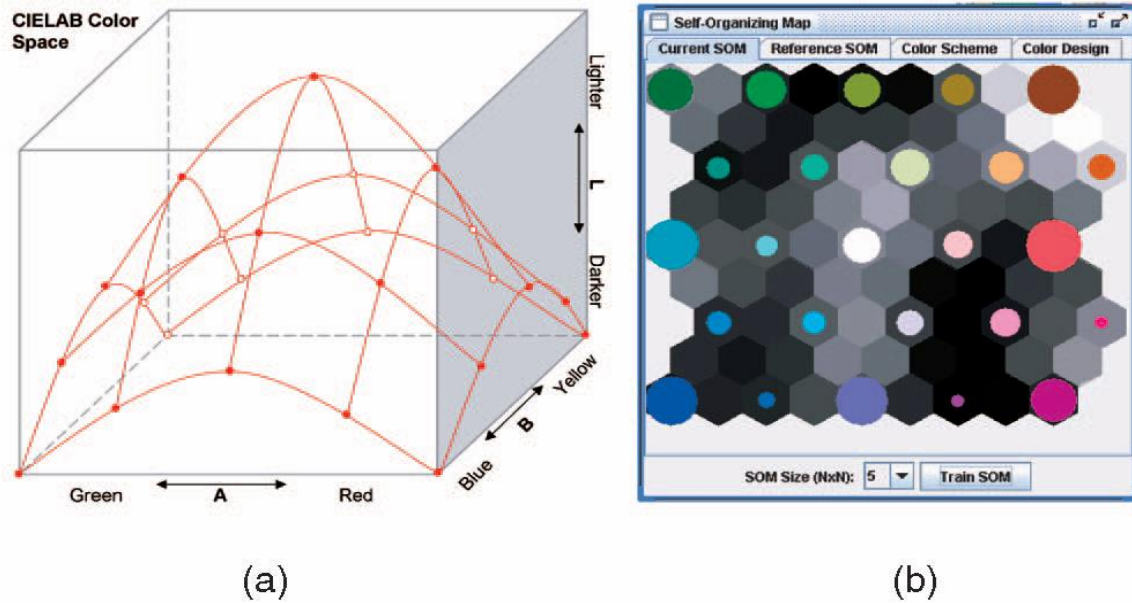 CIELAB Color
Space
Lighter
L
Darker
Yellow
B
Blue
Green
A
Red
(a)
Self-Organizing Map
Current SOM
Reference SOM
Color Scheme
Color Design
SOM Size (NxN):
5
Train SOM
(b)